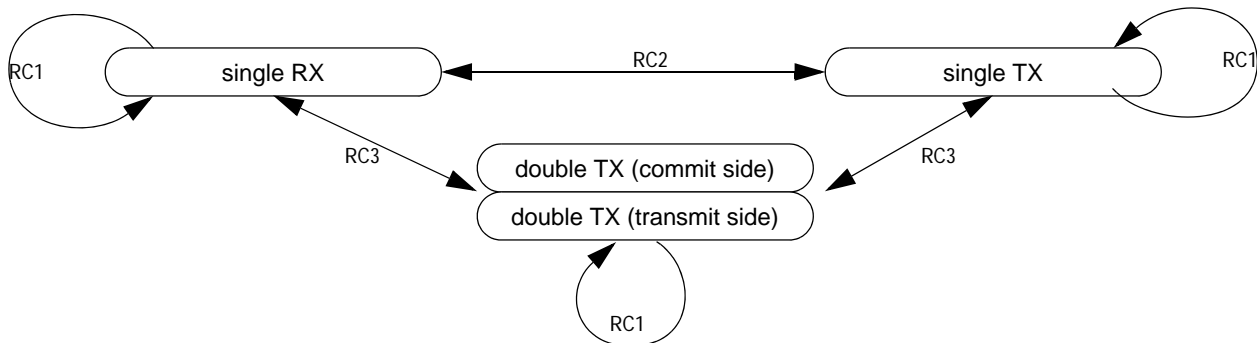 RC1
single RX
RC2
single TX
RC1
RC3
RC3
double TX (commit side)
double TX (transmit side)
RC1